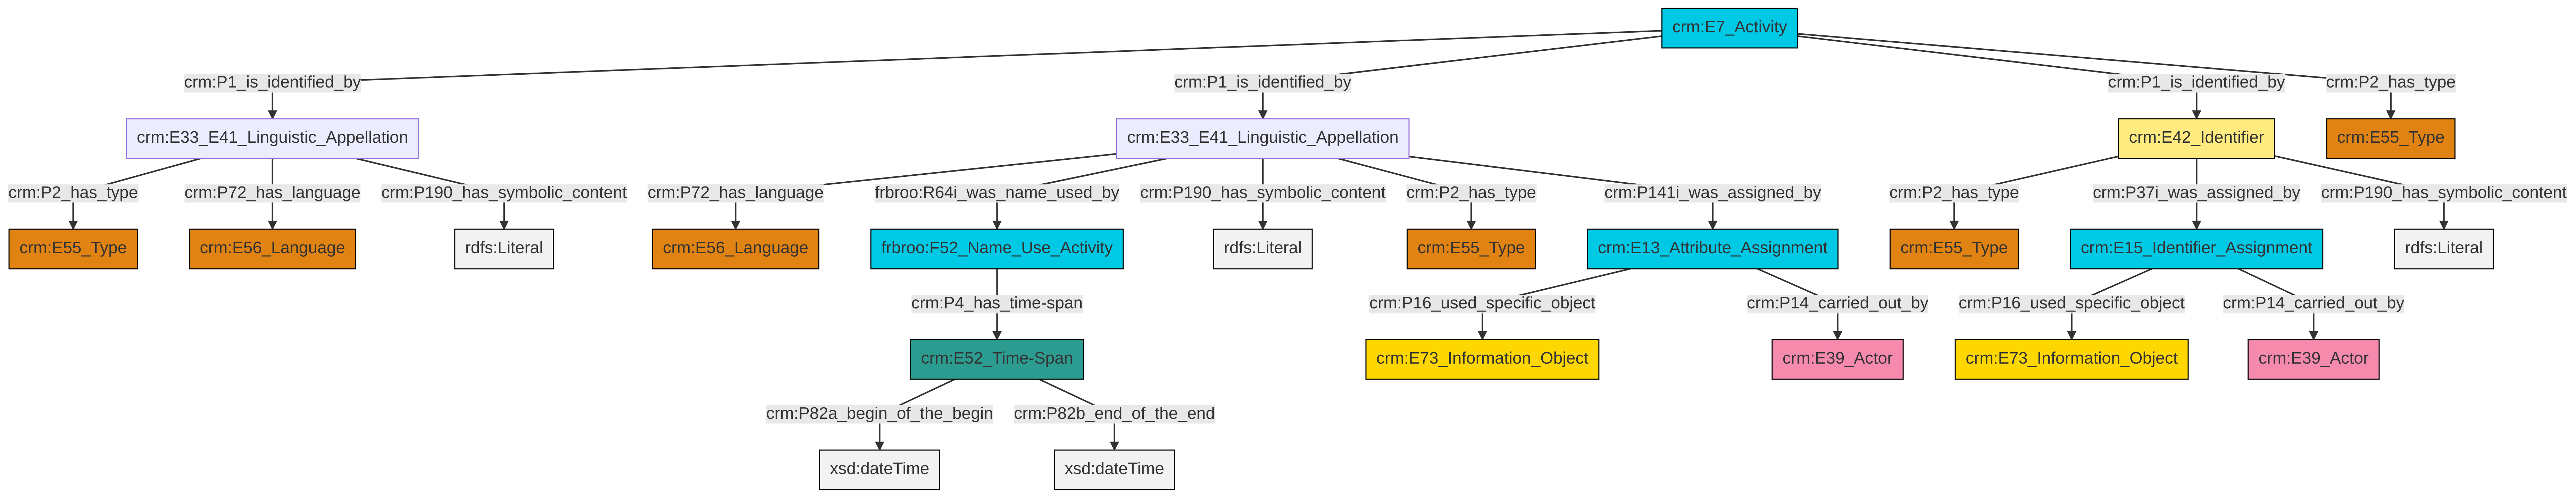 crm:E7_Activity
crm:P1_is_identified_by
crm:P1_is_identified_by
crm:P1_is_identified_by
crm:P2_has_type
crm:E33_E41_Linguistic_Appellation
crm:E33_E41_Linguistic_Appellation
crm:E42_Identifier
crm:E55_Type
crm:P2_has_type
crm:P72_has_language
crm:P190_has_symbolic_content
crm:P72_has_language
frbroo:R64i_was_name_used_by
crm:P190_has_symbolic_content
crm:P2_has_type
crm:P141i_was_assigned_by
crm:P2_has_type
crm:P37i_was_assigned_by
crm:P190_has_symbolic_content
crm:E55_Type
crm:E56_Language
rdfs:Literal
crm:E56_Language
frbroo:F52_Name_Use_Activity
rdfs:Literal
crm:E55_Type
crm:E13_Attribute_Assignment
crm:E55_Type
crm:E15_Identifier_Assignment
rdfs:Literal
crm:P4_has_time-span
crm:P16_used_specific_object
crm:P14_carried_out_by
crm:P16_used_specific_object
crm:P14_carried_out_by
crm:E52_Time-Span
crm:E73_Information_Object
crm:E39_Actor
crm:E73_Information_Object
crm:E39_Actor
crm:P82a_begin_of_the_begin
crm:P82b_end_of_the_end
xsd:dateTime
xsd:dateTime